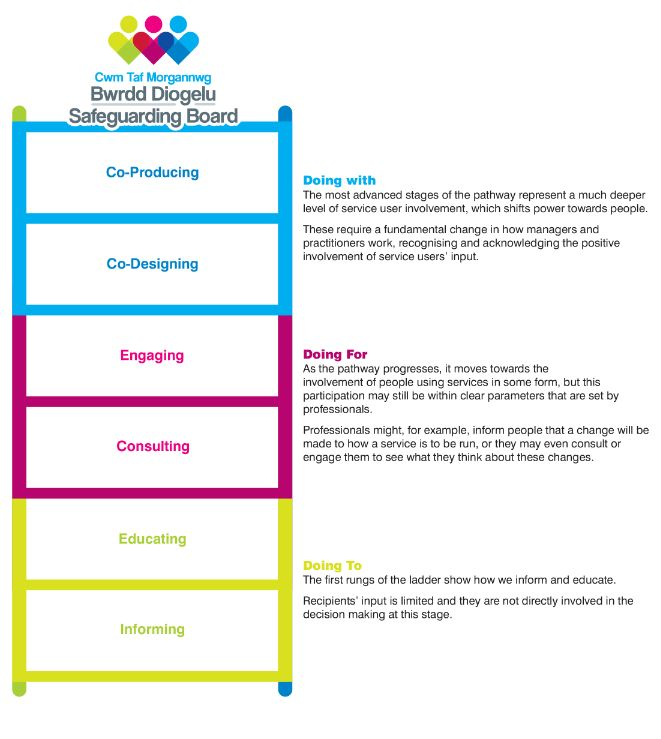 Cwm Taf Morgannwg
Bwrdd Diogelu
Safeguarding Board
Co-Producing
Co-Designing
Doing with
The most advanced stages of the pathway represent a much deeper
level of service user involvement, which shifts power towards people.
These require a fundamental change in how managers and
practitioners work, recognising and acknowledging the positive
involvement of service users' input.
Engaging
Consulting
Doing For
As the pathway progresses, it moves towards the
involvement of people using services in some form, but this
participation may still be within clear parameters that are set by
professionals.
Professionals might, for example, inform people that a change will be
made to how a service is to be run, or they may even consult or
engage them to see what they think about these changes.
Educating
Informing
Doing To
The first rungs of the ladder show how we inform and educate.
Recipients' input is limited and they are not directly involved in the
decision making at this stage.